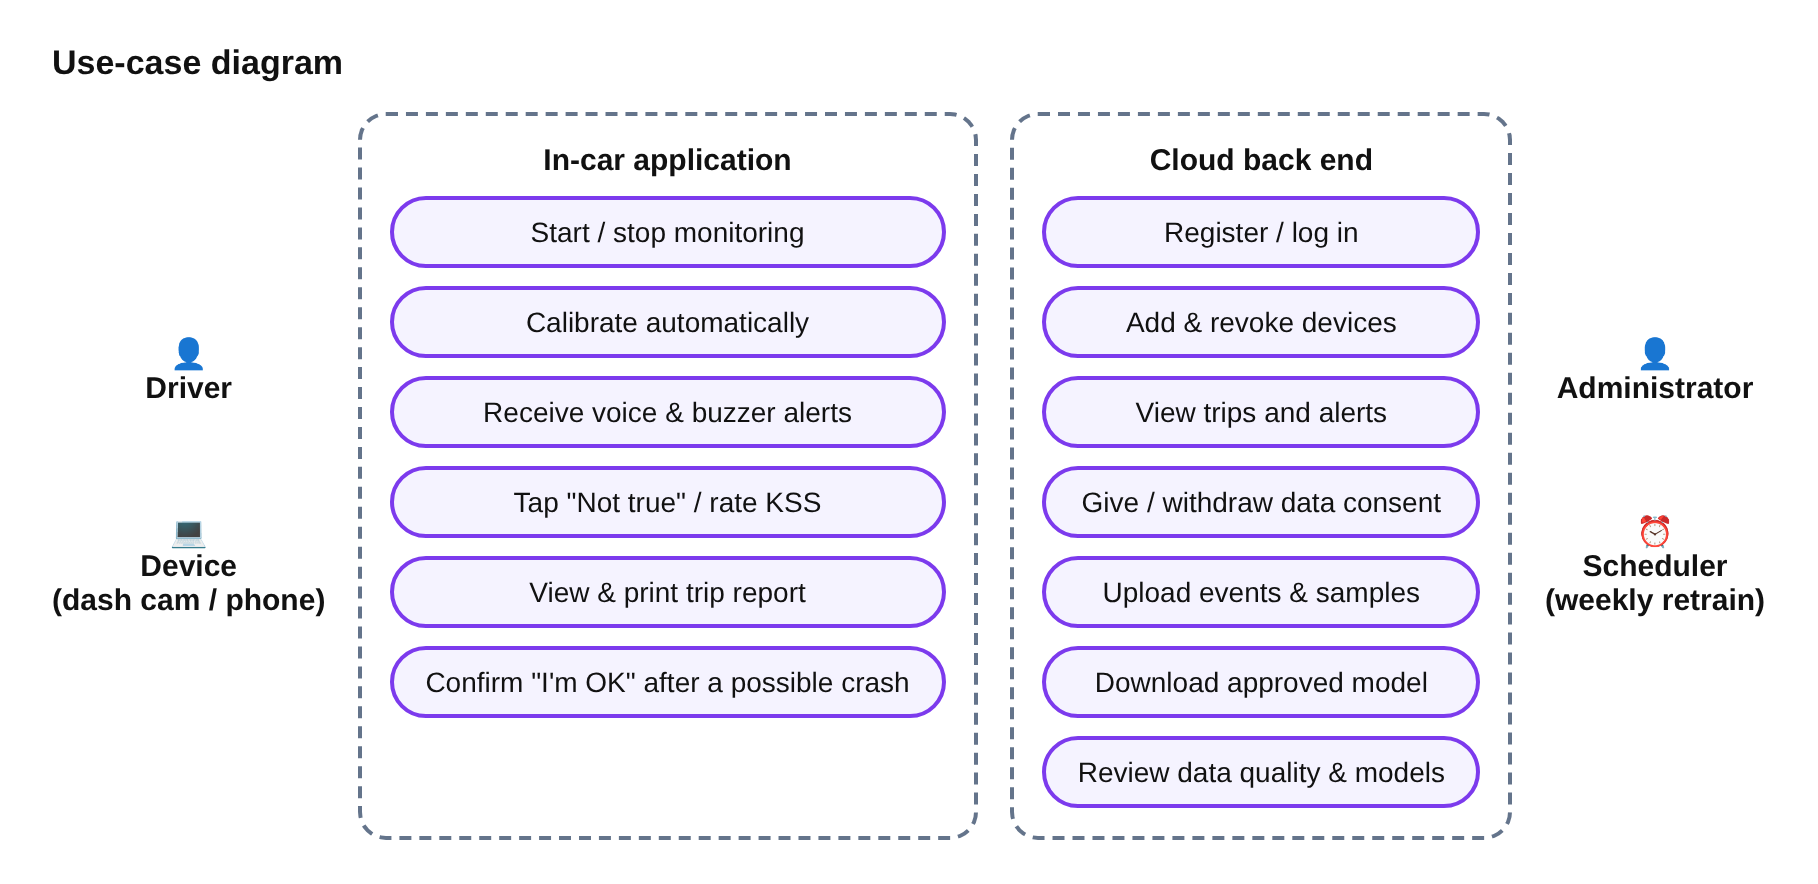 Use-case diagram
Driver
Device
(dash cam / phone)
In-car application
Start / stop monitoring
Calibrate automatically
Receive voice & buzzer alerts
Tap "Not true" / rate KSS
View & print trip report
Confirm "I'm OK" after a possible crash
Cloud back end
Register / log in
Add & revoke devices
View trips and alerts
Give / withdraw data consent
Upload events & samples
Download approved model
Review data quality & models
Administrator
Scheduler
(weekly retrain)